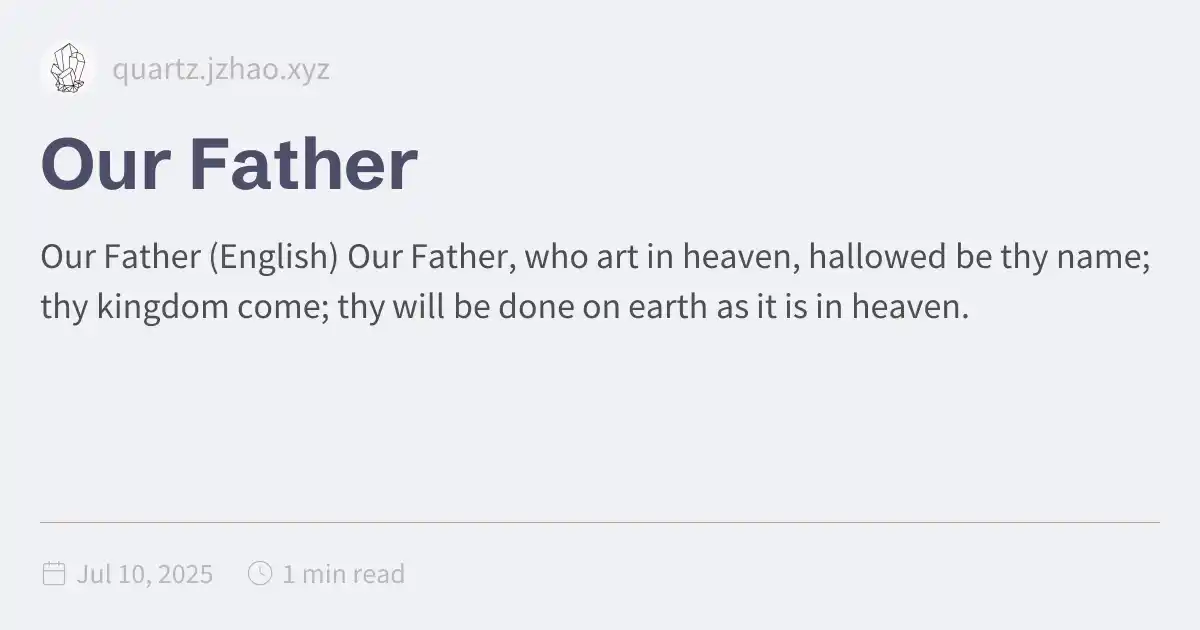 quartz.jzhao.xyz
Our Father
Our Father (English) Our Father, who art in heaven, hallowed be thy name;
thy kingdom come; thy will be done on earth as it is in heaven.
Jul 10, 2025 1 min read